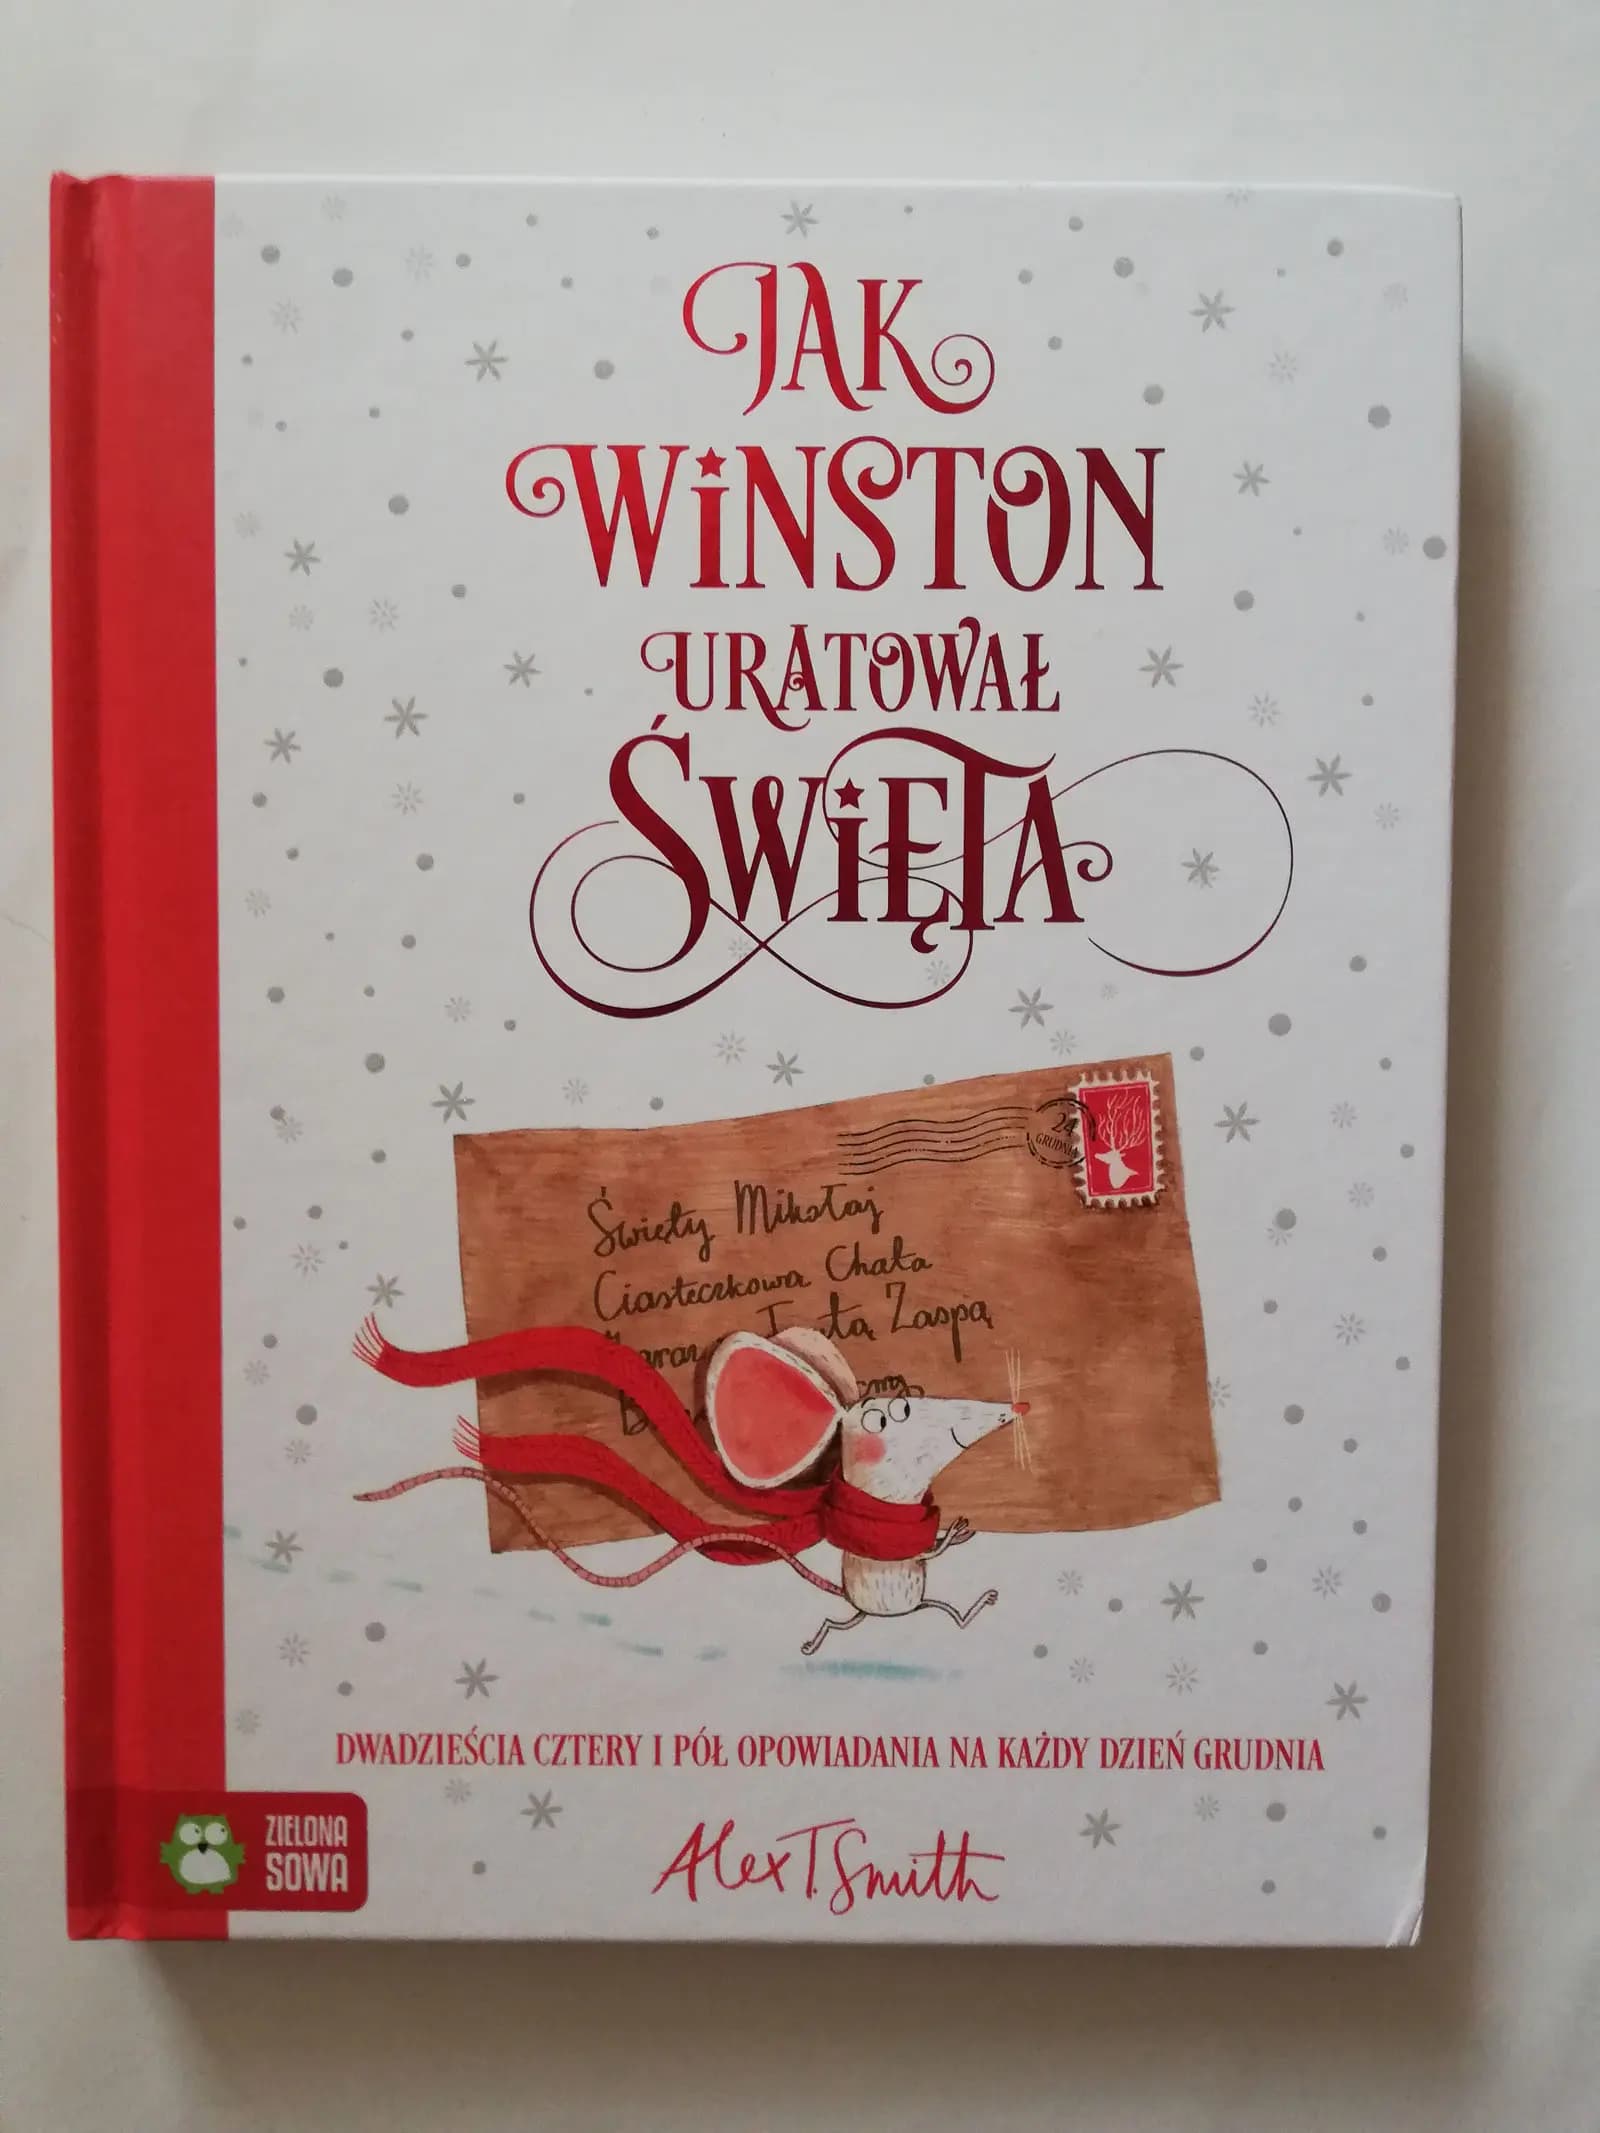 JAK
WiNSTON
URATOWAŁ
ŚWiĘTA
24
GRUDNIA
Święty Mikołaj
Ciasteczkowa Chata
Zaspą
DWADZIEŚCIA CZTERY I PÓŁ OPOWIADANIA NA KAŻDY DZIEŃ GRUDNIA
ZIELONA
SOWA
Alex T. Smith